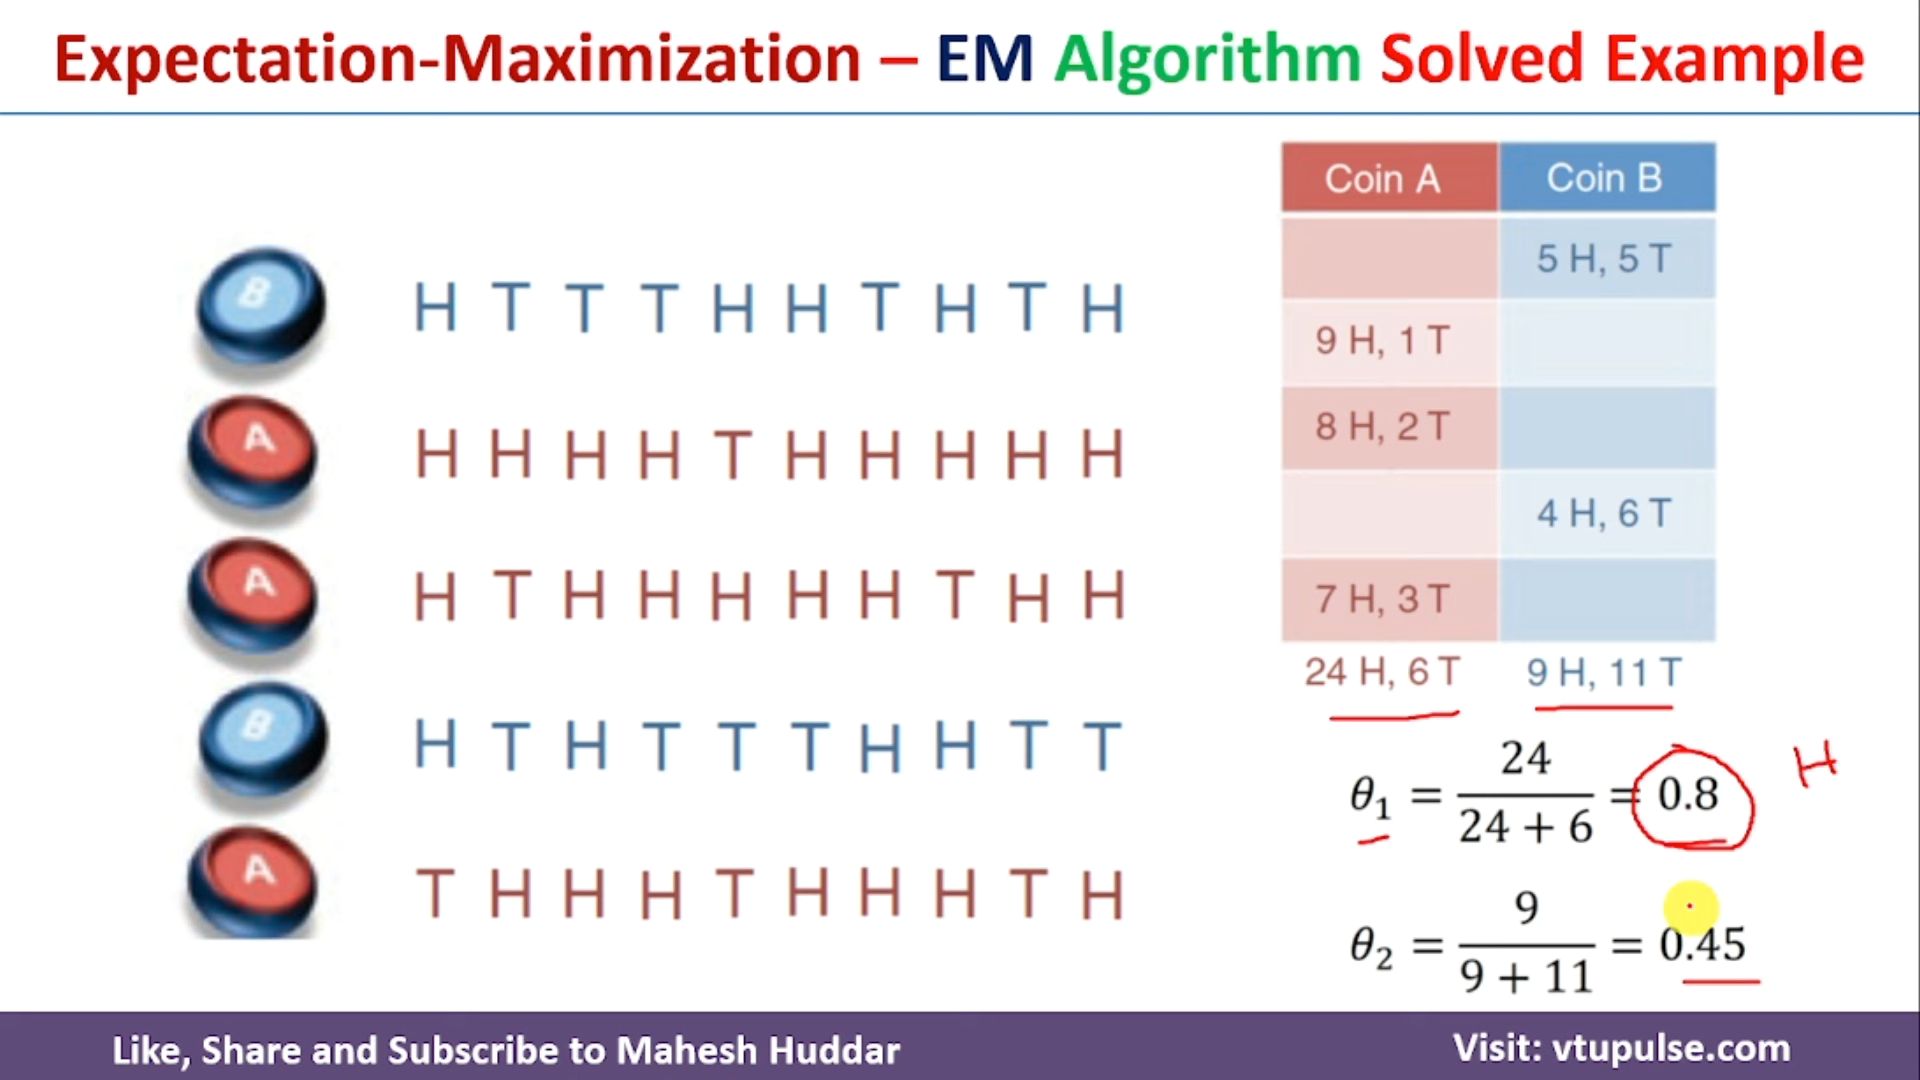 Expectation-Maximization – EM Algorithm Solved Example
Coin A Coin B
B H T T T H H T H T H 5 H, 5 T
A H H H H T H H H H H 9 H, 1 T
A H T H H H H H T H H 8 H, 2 T
B H T H T T T H H T T 4 H, 6 T
A T H H H T H H H T H 7 H, 3 T
24 H, 6 T 9 H, 11 T
θ₁ = 24 / 24 + 6 = 0.8 H
θ₂ = 9 / 9 + 11 = 0.45
Like, Share and Subscribe to Mahesh Huddar Visit: vtupulse.com